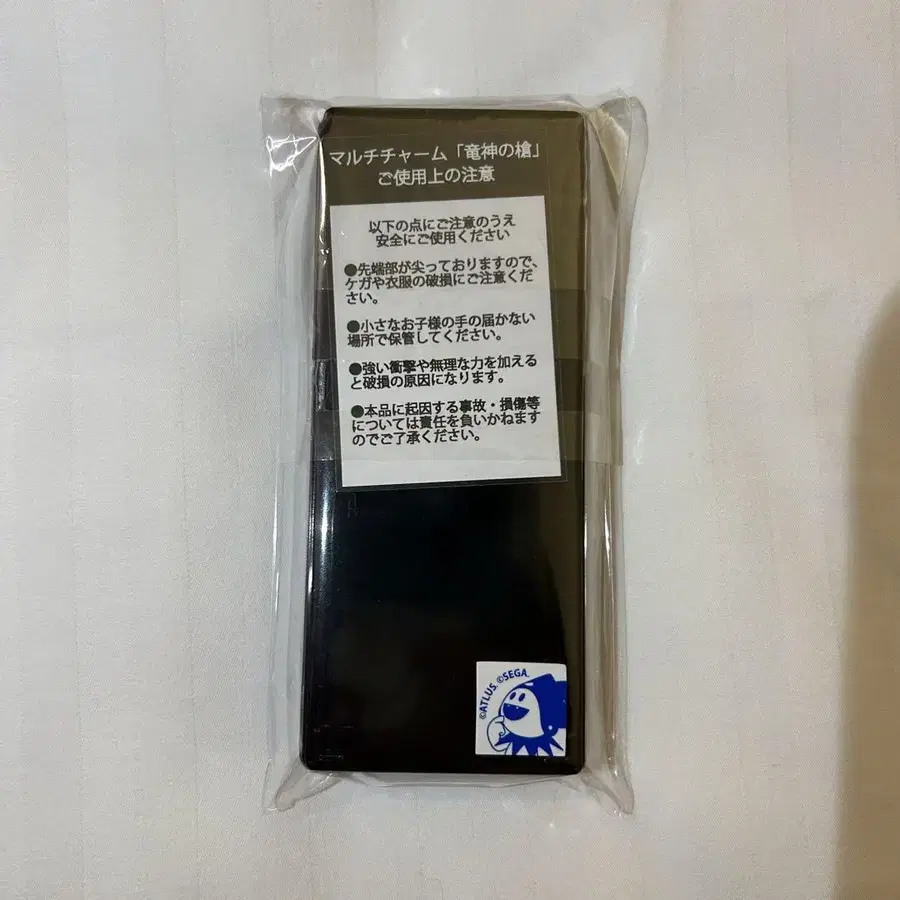 マルチチャーム「竜神の槍」
ご使用上の注意
以下の点にご注意のうえ
安全にご使用ください
●先端部が尖っておりますので、
ケガや衣服の破損にご注意くだ
さい。
●小さなお子様の手の届かない
場所で保管してください。
●強い衝撃や無理な力を加える
と破損の原因になります。
●本品に起因する事故・損傷等
については責任を負いかねます
のでご了承ください。
©ATLUS. ©SEGA.